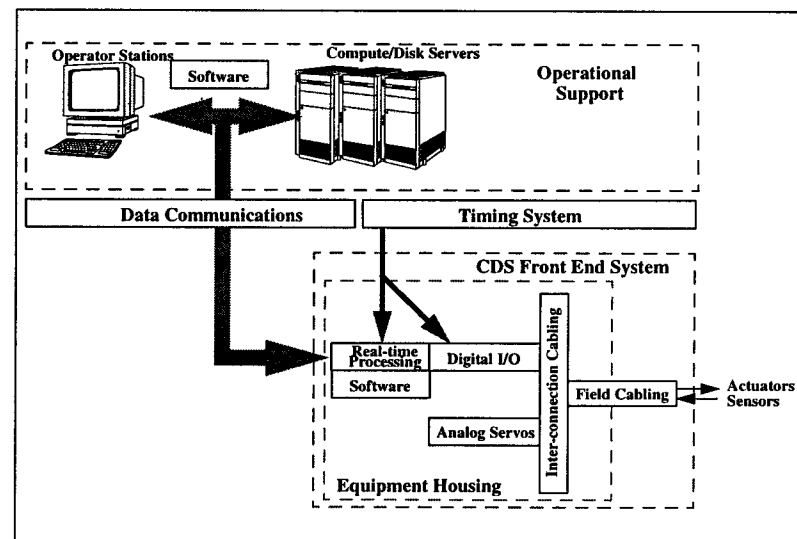 Operator Stations
Software
Compute/Disk Servers
Operational
Support
Data Communications
Timing System
CDS Front End System
Real-time
Processing
Digital I/O
Software
Inter-connection Cabling
Field Cabling
Actuators
Sensors
Analog Servos
Equipment Housing